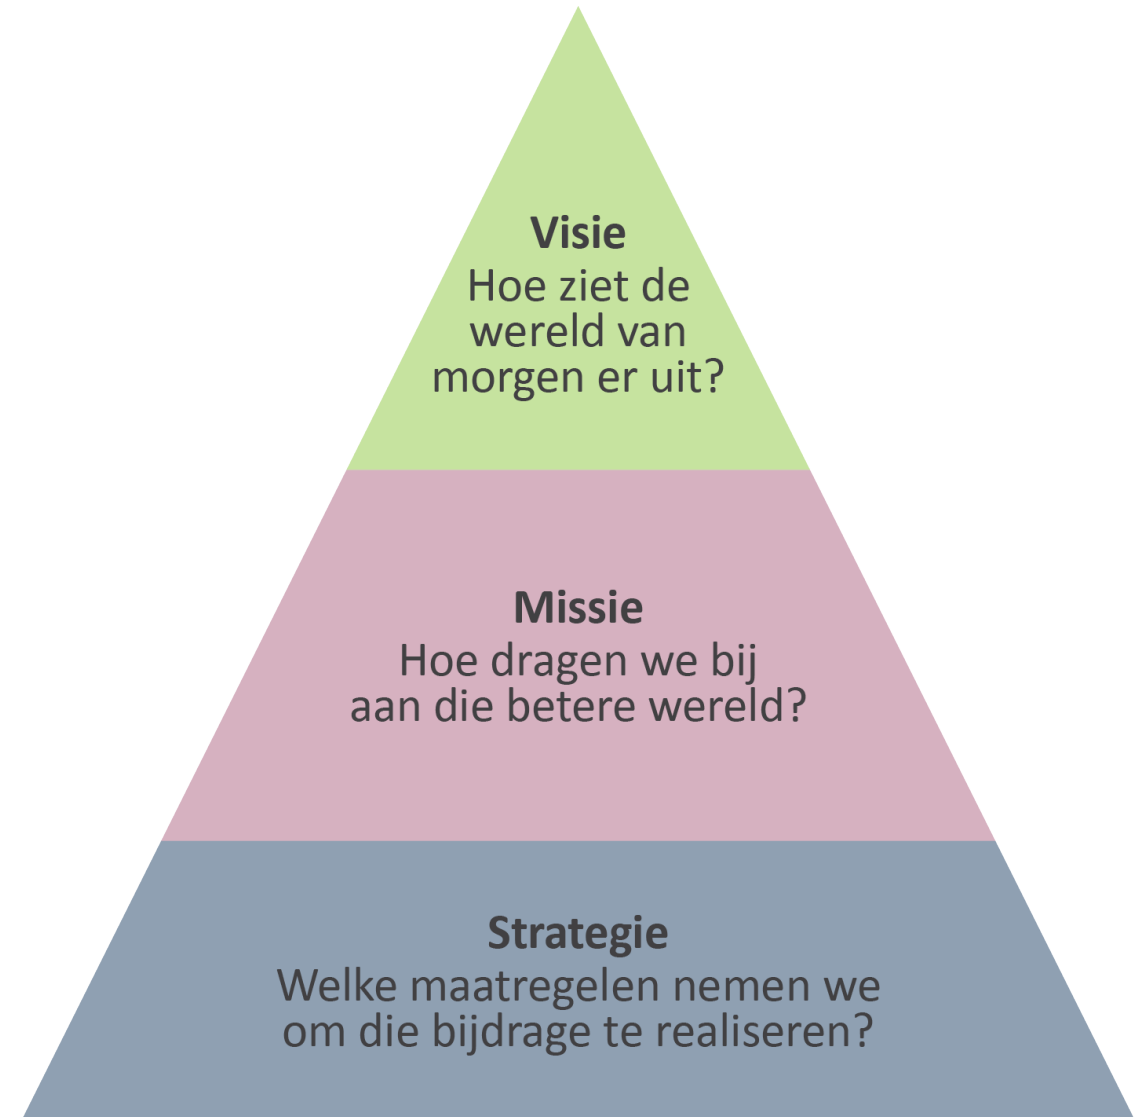 Visie
Hoe ziet de
wereld van
morgen er uit?
Missie
Hoe dragen we bij
aan die betere wereld?
Strategie
Welke maatregelen nemen we
om die bijdrage te realiseren?